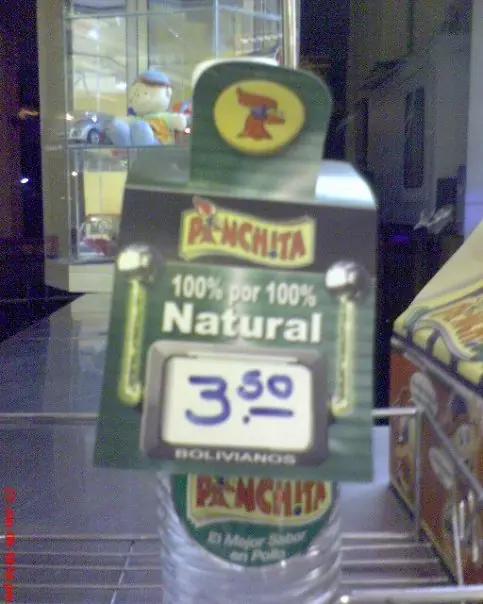 PANCHITA
100% por 100%
Natural
3.50
BOLIVIANOS
PANCHITA
El Mejor Sabor
en Pollo